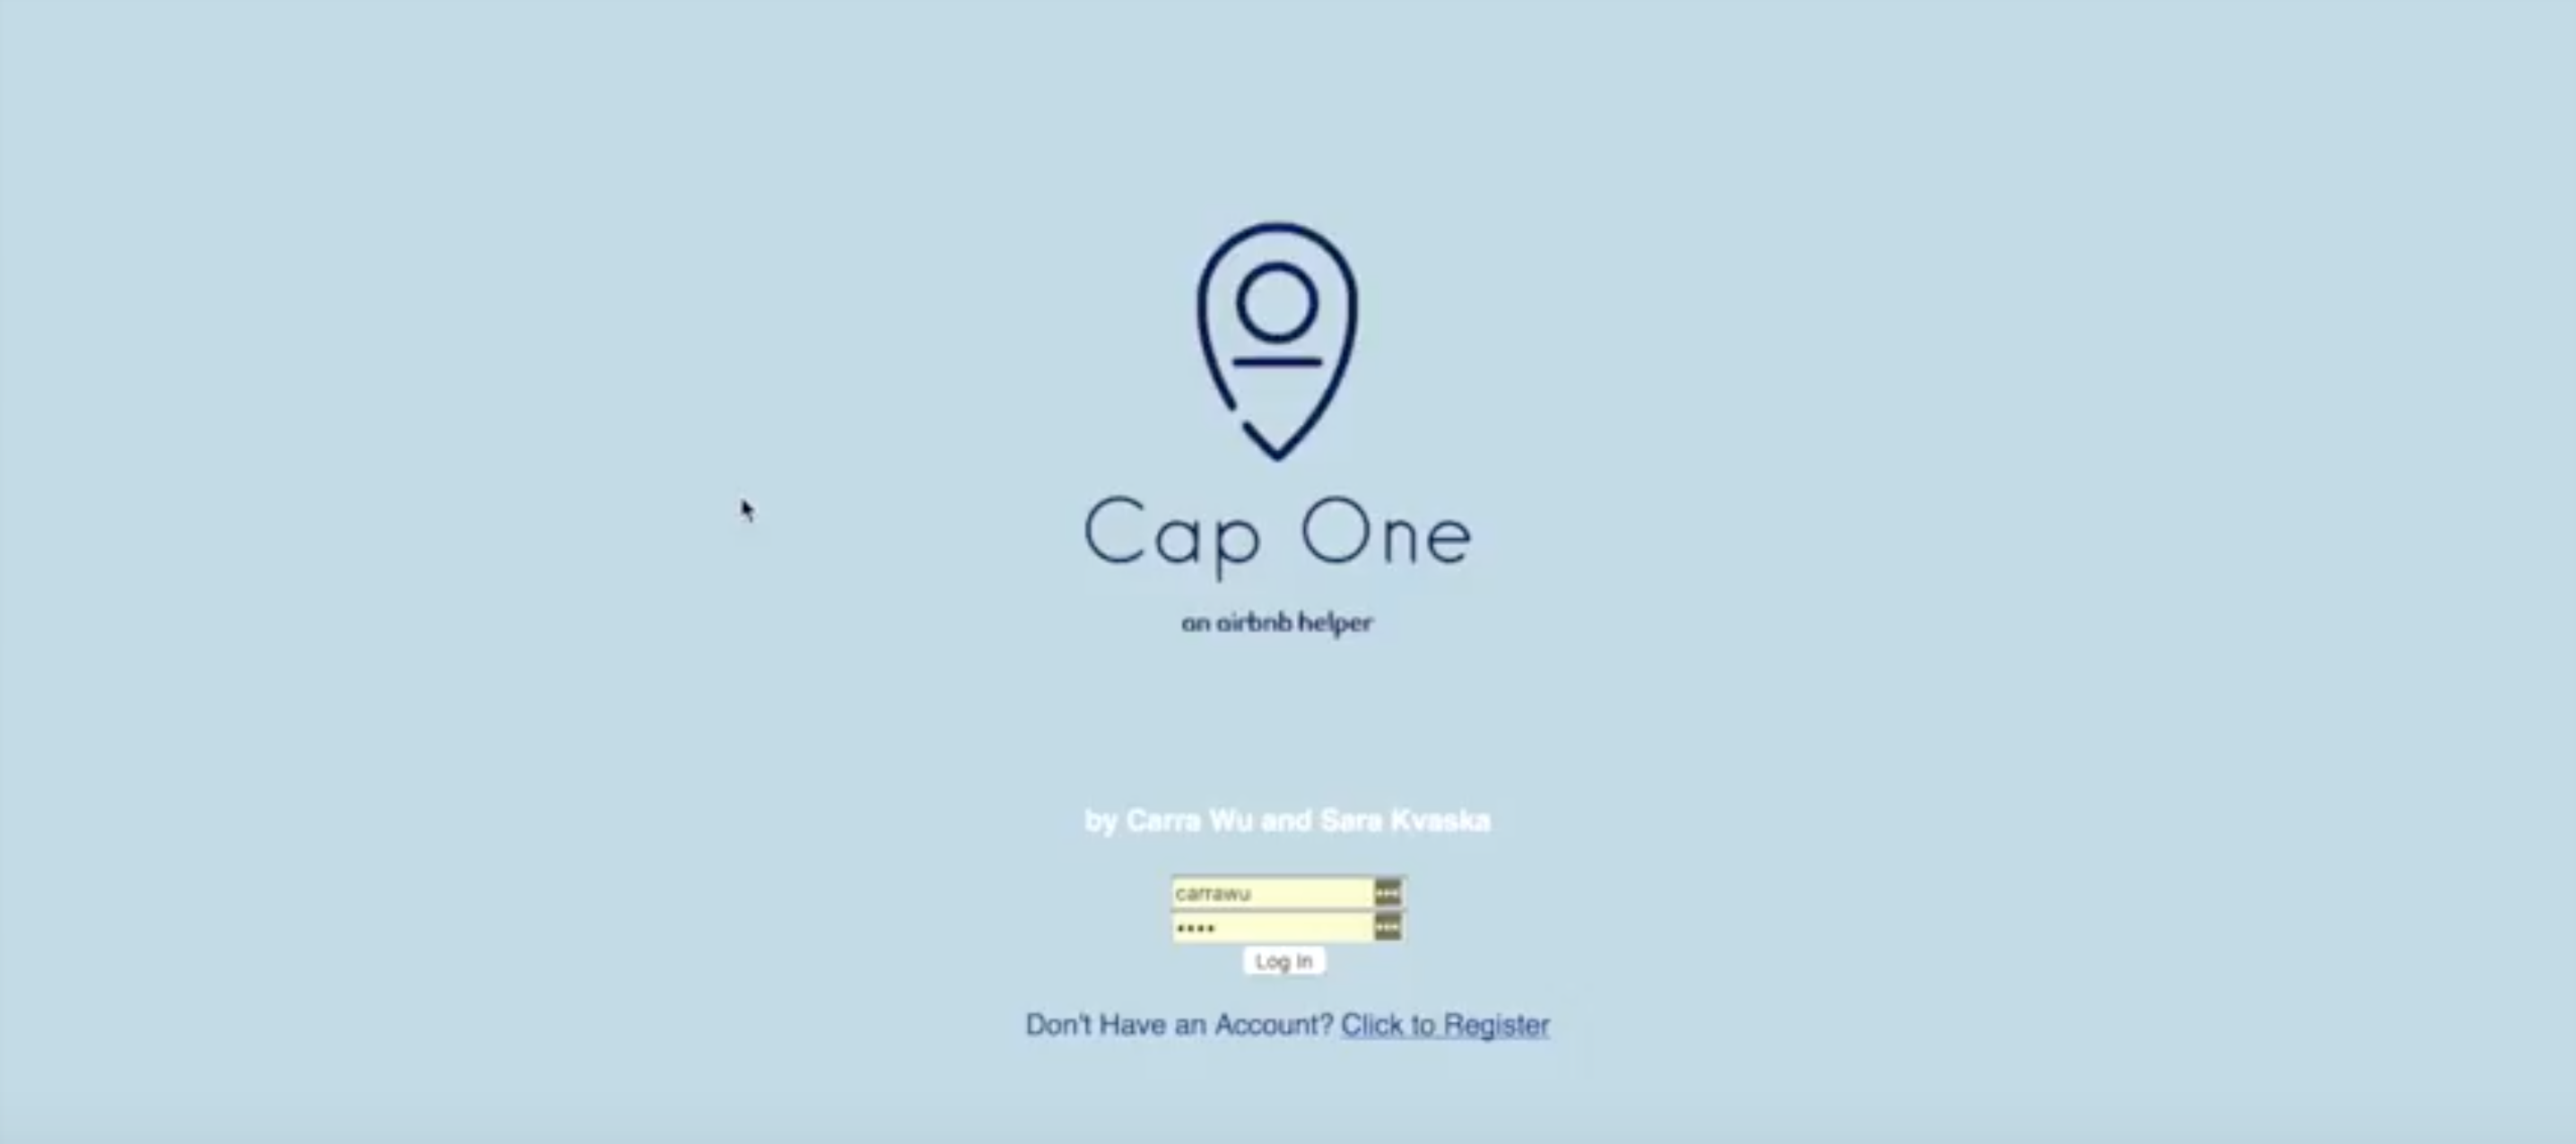 Cap One
an airbnb helper
by Carra Wu and Sara Kvaska
carrawu
••••
Log In
Don't Have an Account? Click to Register